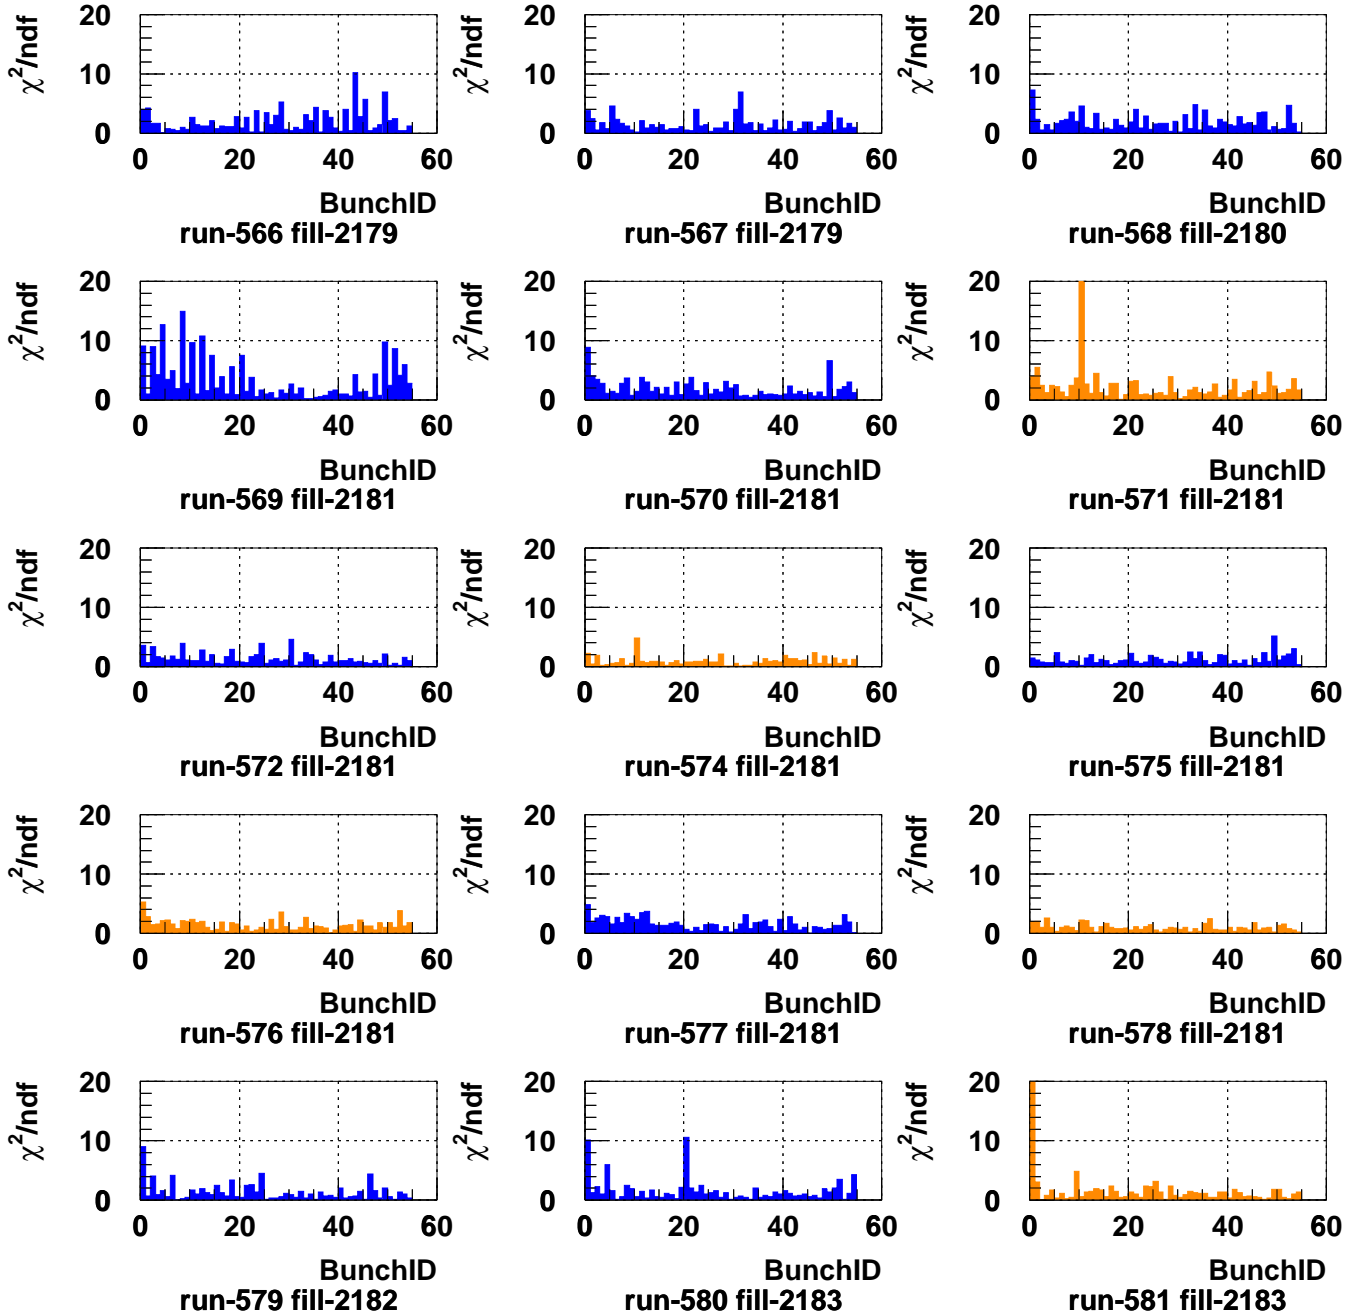 χ²/ndf 20 10 0 0 20 40 60 BunchID run-566 fill-2179
χ²/ndf 20 10 0 0 20 40 60 BunchID run-567 fill-2179
χ²/ndf 20 10 0 0 20 40 60 BunchID run-568 fill-2180
χ²/ndf 20 10 0 0 20 40 60 BunchID run-569 fill-2181
χ²/ndf 20 10 0 0 20 40 60 BunchID run-570 fill-2181
χ²/ndf 20 10 0 0 20 40 60 BunchID run-571 fill-2181
χ²/ndf 20 10 0 0 20 40 60 BunchID run-572 fill-2181
χ²/ndf 20 10 0 0 20 40 60 BunchID run-574 fill-2181
χ²/ndf 20 10 0 0 20 40 60 BunchID run-575 fill-2181
χ²/ndf 20 10 0 0 20 40 60 BunchID run-576 fill-2181
χ²/ndf 20 10 0 0 20 40 60 BunchID run-577 fill-2181
χ²/ndf 20 10 0 0 20 40 60 BunchID run-578 fill-2181
χ²/ndf 20 10 0 0 20 40 60 BunchID run-579 fill-2182
χ²/ndf 20 10 0 0 20 40 60 BunchID run-580 fill-2183
χ²/ndf 20 10 0 0 20 40 60 BunchID run-581 fill-2183